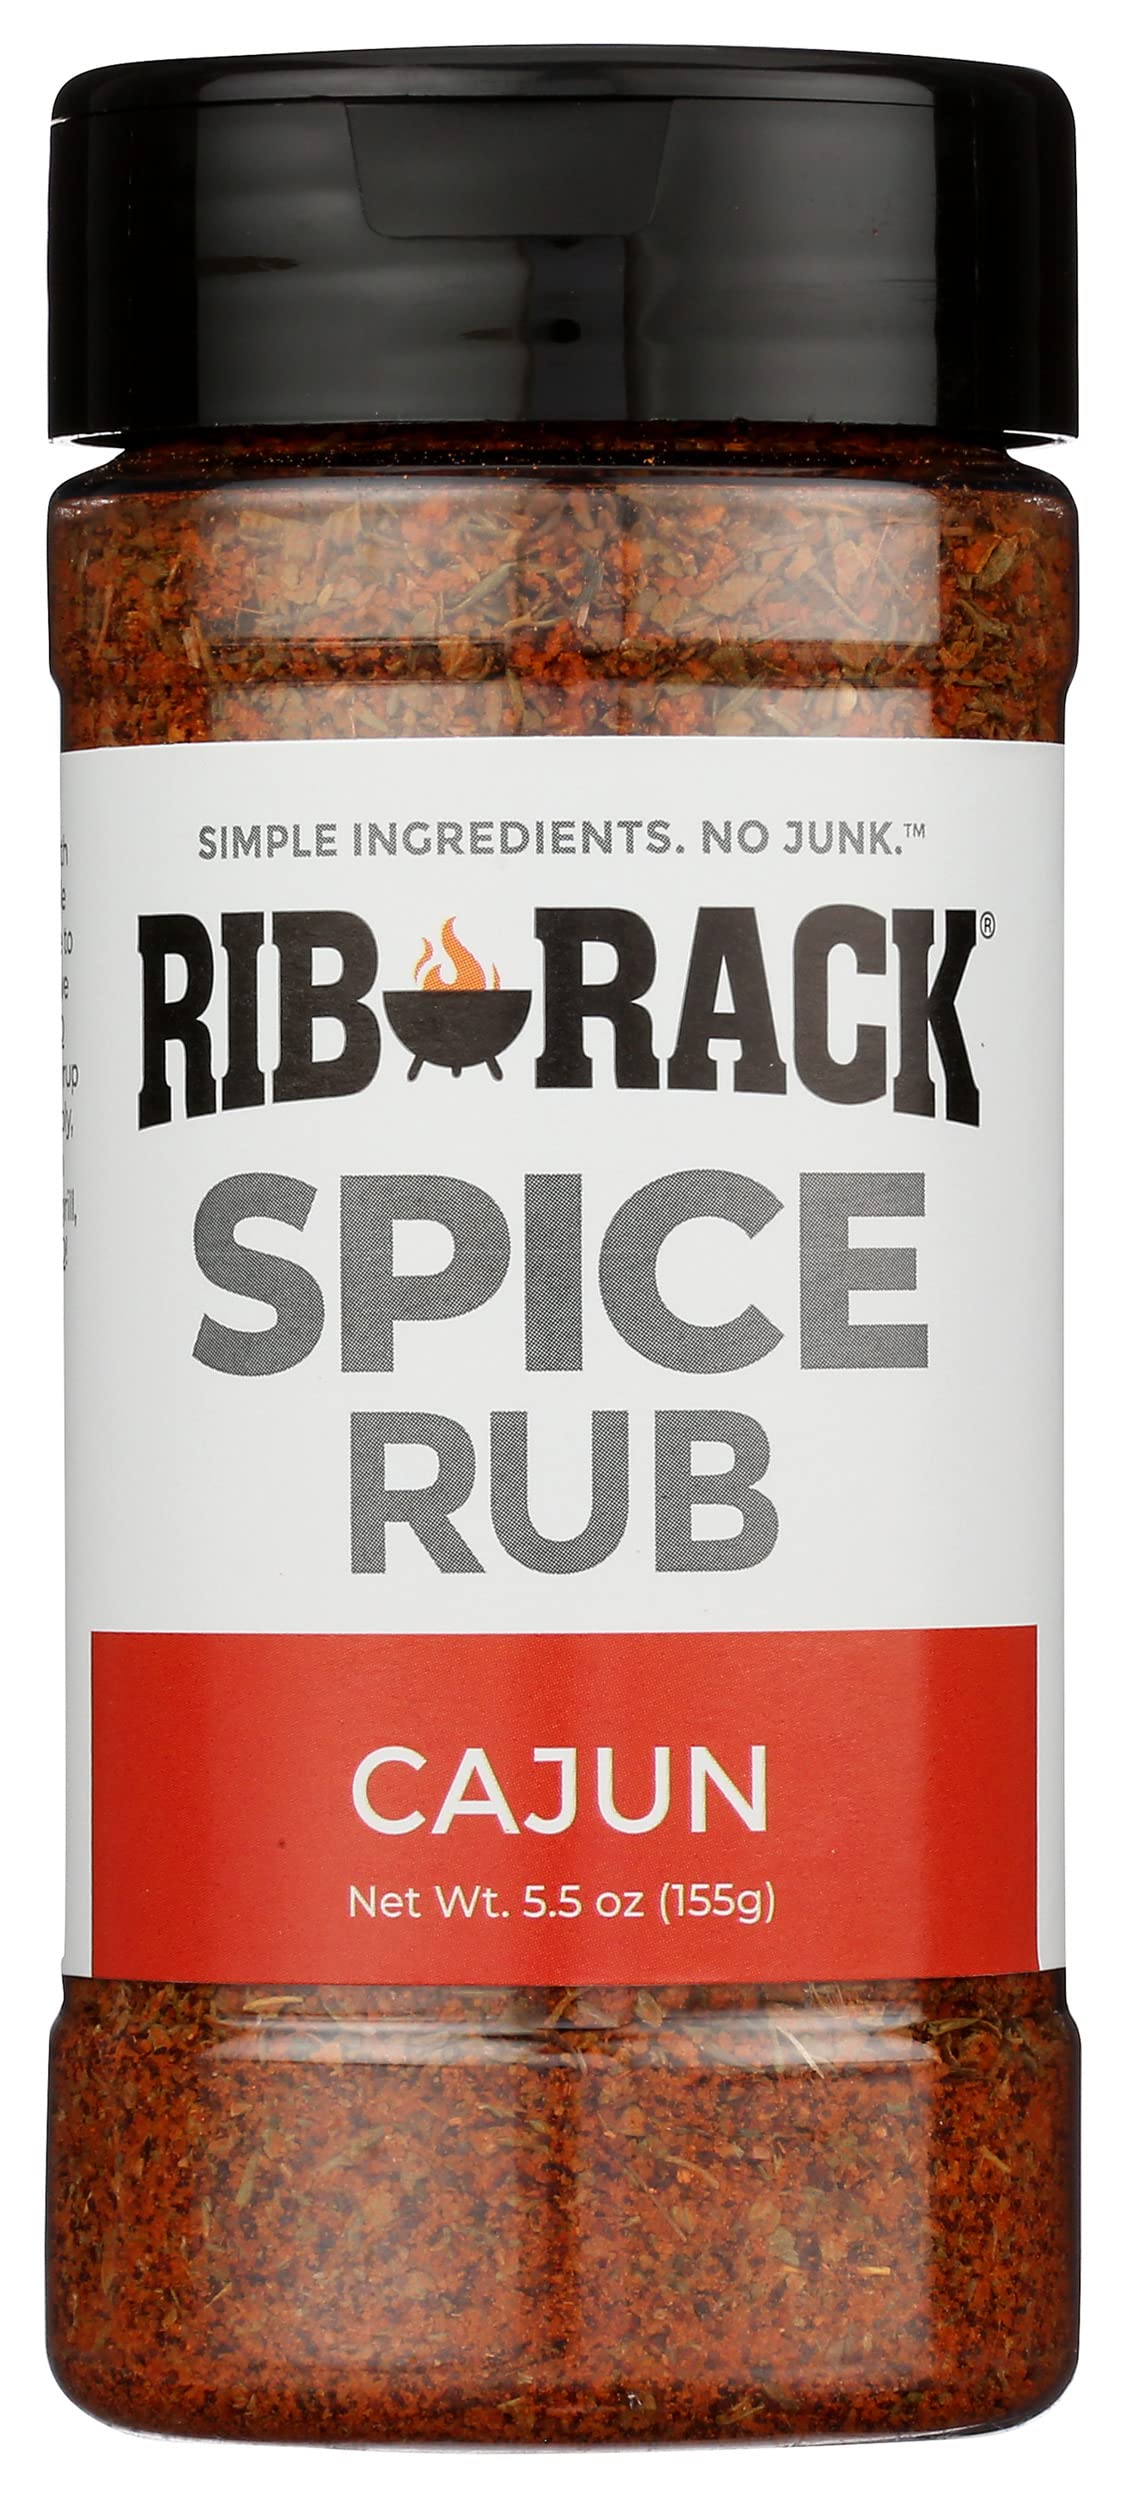 SIMPLE INGREDIENTS. NO JUNK.™
RIB RACK®
SPICE
RUB
CAJUN
Net Wt. 5.5 oz (155g)